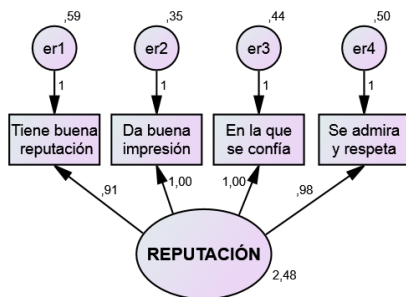 ,59
,35
,44
,50
er1
er2
er3
er4
1
1
1
1
Tiene buena
reputación
Da buena
impresión
En la que
se confía
Se admira
y respeta
,91
1,00
1,00
,98
REPUTACIÓN
2,48